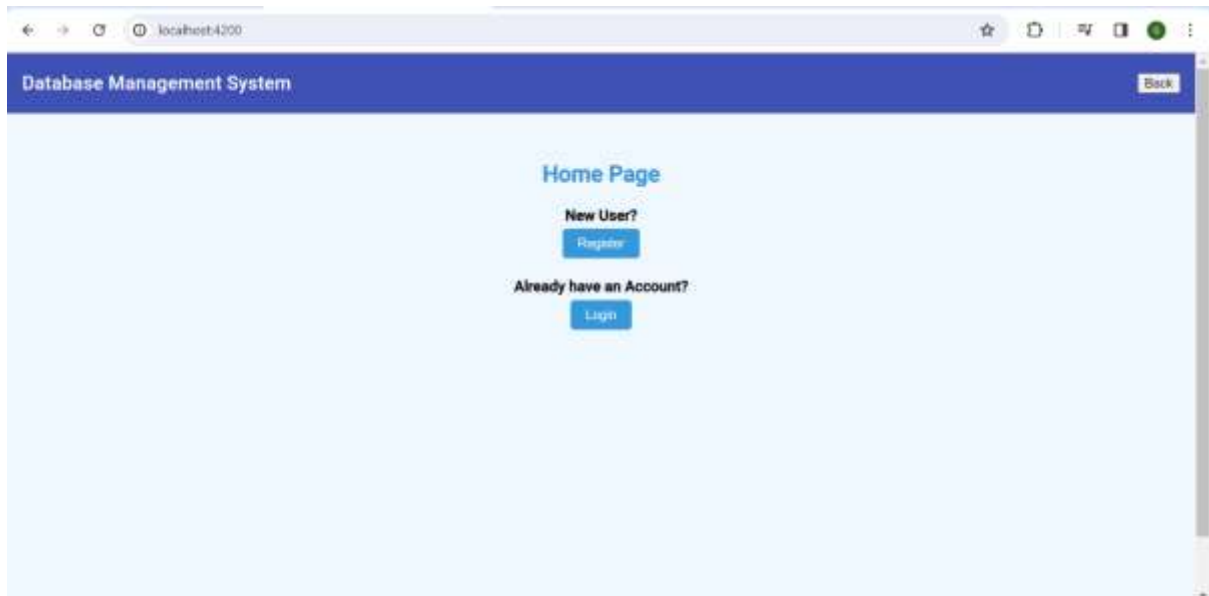 localhost:4200
Database Management System
Back
Home Page
New User?
Register
Already have an Account?
Login